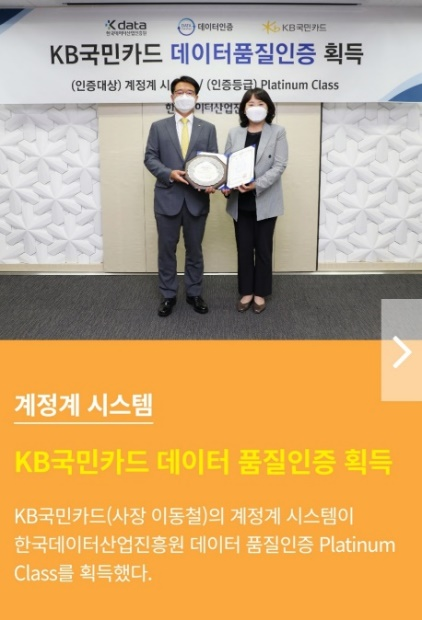 K data
한국데이터산업진흥원
데이터인증
KB국민카드
KB국민카드 데이터품질인증 획득
(인증대상) 계정계 시스템 / (인증등급) Platinum Class
계정계 시스템
KB국민카드 데이터 품질인증 획득
KB국민카드(사장 이동철)의 계정계 시스템이
한국데이터산업진흥원 데이터 품질인증 Platinum
Class를 획득했다.